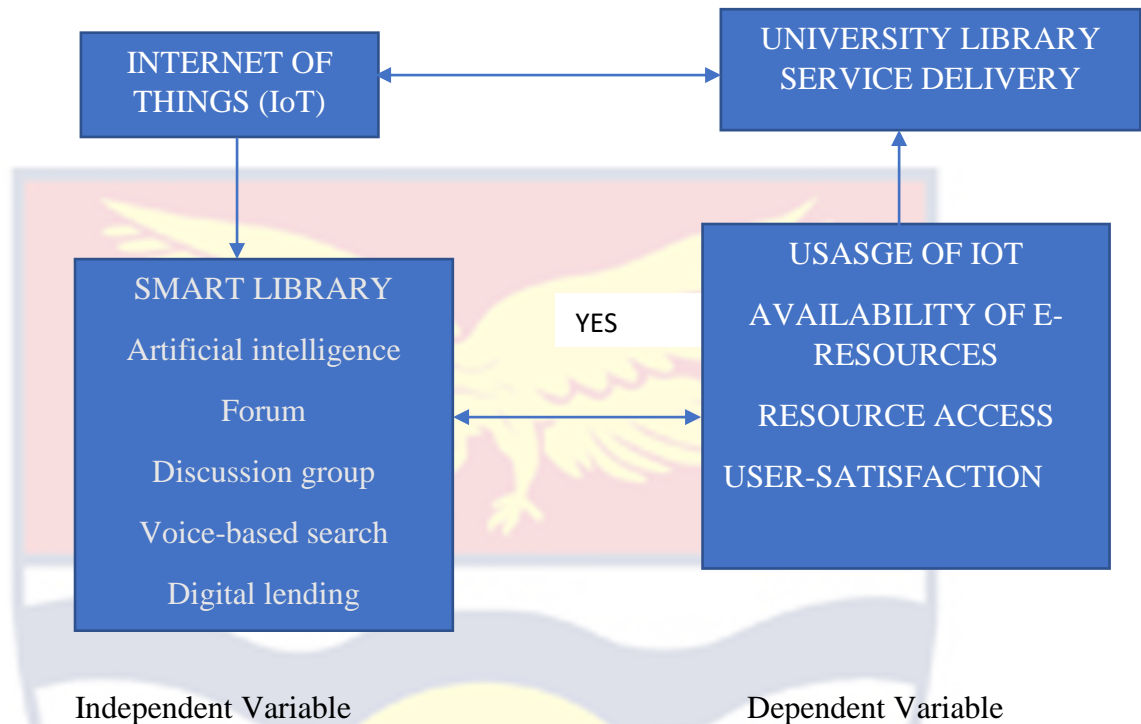 INTERNET OF
THINGS (IoT)
UNIVERSITY LIBRARY
SERVICE DELIVERY
SMART LIBRARY
Artificial intelligence
Forum
Discussion group
Voice-based search
Digital lending
YES
USASGE OF IOT
AVAILABILITY OF E-
RESOURCES
RESOURCE ACCESS
USER-SATISFACTION
Independent Variable
Dependent Variable